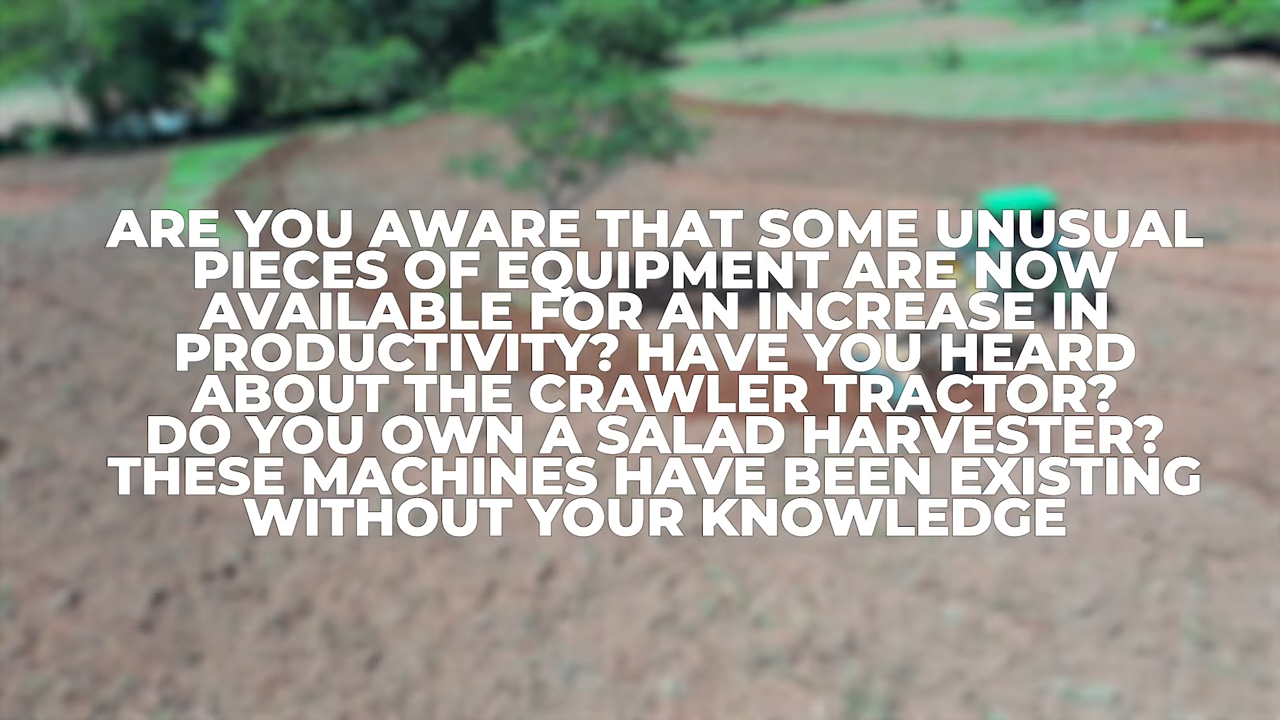 ARE YOU AWARE THAT SOME UNUSUAL
PIECES OF EQUIPMENT ARE NOW
AVAILABLE FOR AN INCREASE IN
PRODUCTIVITY? HAVE YOU HEARD
ABOUT THE CRAWLER TRACTOR?
DO YOU OWN A SALAD HARVESTER?
THESE MACHINES HAVE BEEN EXISTING
WITHOUT YOUR KNOWLEDGE